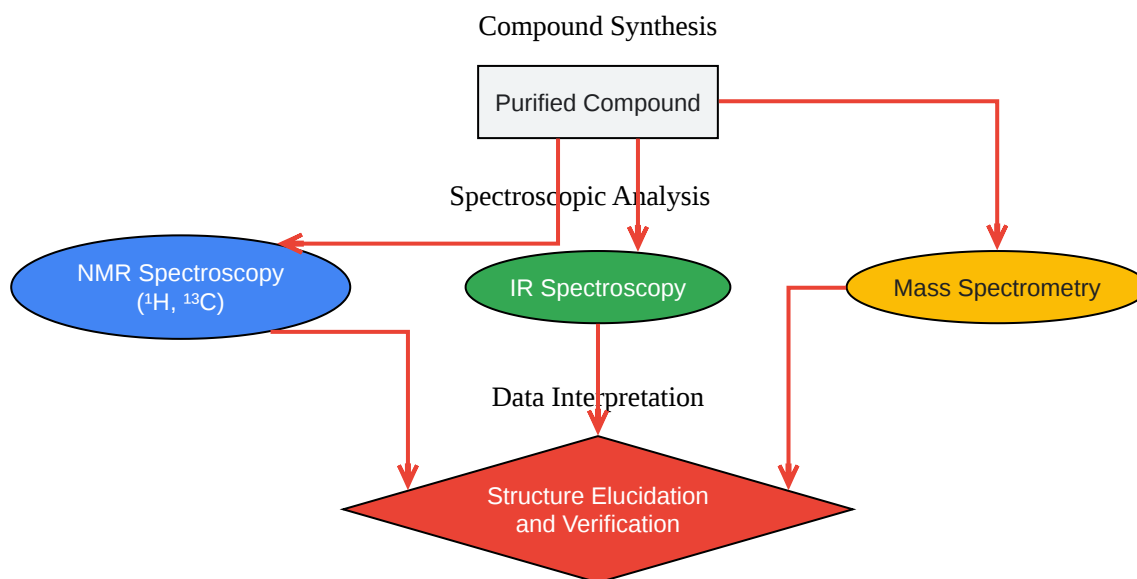 Compound Synthesis
Purified Compound
Spectroscopic Analysis
NMR Spectroscopy
(¹H, ¹³C)
IR Spectroscopy
Mass Spectrometry
Data Interpretation
Structure Elucidation
and Verification